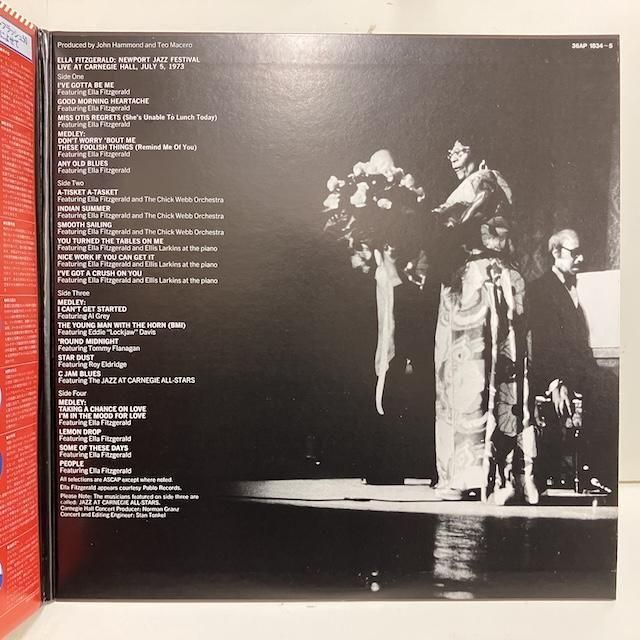 Produced by John Hammond and Teo Macero
36AP 1834~5
ELLA FITZGERALD: NEWPORT JAZZ FESTIVAL
LIVE AT CARNEGIE HALL, JULY 5, 1973
Side One
I'VE GOTTA BE ME
Featuring Ella Fitzgerald
GOOD MORNING HEARTACHE
Featuring Ella Fitzgerald
MISS OTIS REGRETS (She's Unable To Lunch Today)
Featuring Ella Fitzgerald
MEDLEY:
DON'T WORRY 'BOUT ME
THESE FOOLISH THINGS (Remind Me Of You)
Featuring Ella Fitzgerald
ANY OLD BLUES
Featuring Ella Fitzgerald
Side Two
A-TISKET A-TASKET
Featuring Ella Fitzgerald and The Chick Webb Orchestra
INDIAN SUMMER
Featuring Ella Fitzgerald and The Chick Webb Orchestra
SMOOTH SAILING
Featuring Ella Fitzgerald and The Chick Webb Orchestra
YOU TURNED THE TABLES ON ME
Featuring Ella Fitzgerald and Ellis Larkins at the piano
NICE WORK IF YOU CAN GET IT
Featuring Ella Fitzgerald and Ellis Larkins at the piano
I'VE GOT A CRUSH ON YOU
Featuring Ella Fitzgerald and Ellis Larkins at the piano
Side Three
MEDLEY:
I CAN'T GET STARTED
Featuring Al Grey
THE YOUNG MAN WITH THE HORN (BMI)
Featuring Eddie "Lockjaw" Davis
'ROUND MIDNIGHT
Featuring Tommy Flanagan
STAR DUST
Featuring Roy Eldridge
C JAM BLUES
Featuring The JAZZ AT CARNEGIE ALL-STARS
Side Four
MEDLEY:
TAKING A CHANCE ON LOVE
I'M IN THE MOOD FOR LOVE
Featuring Ella Fitzgerald
LEMON DROP
Featuring Ella Fitzgerald
SOME OF THESE DAYS
Featuring Ella Fitzgerald
PEOPLE
Featuring Ella Fitzgerald
All selections are ASCAP except where noted.
Ella Fitzgerald appears courtesy Pablo Records.
Please Note: The musicians featured on side three are
called: JAZZ AT CARNEGIE ALL-STARS.
Carnegie Hall Concert Producer: Norman Granz
Concert and Editing Engineer: Stan Tonkel